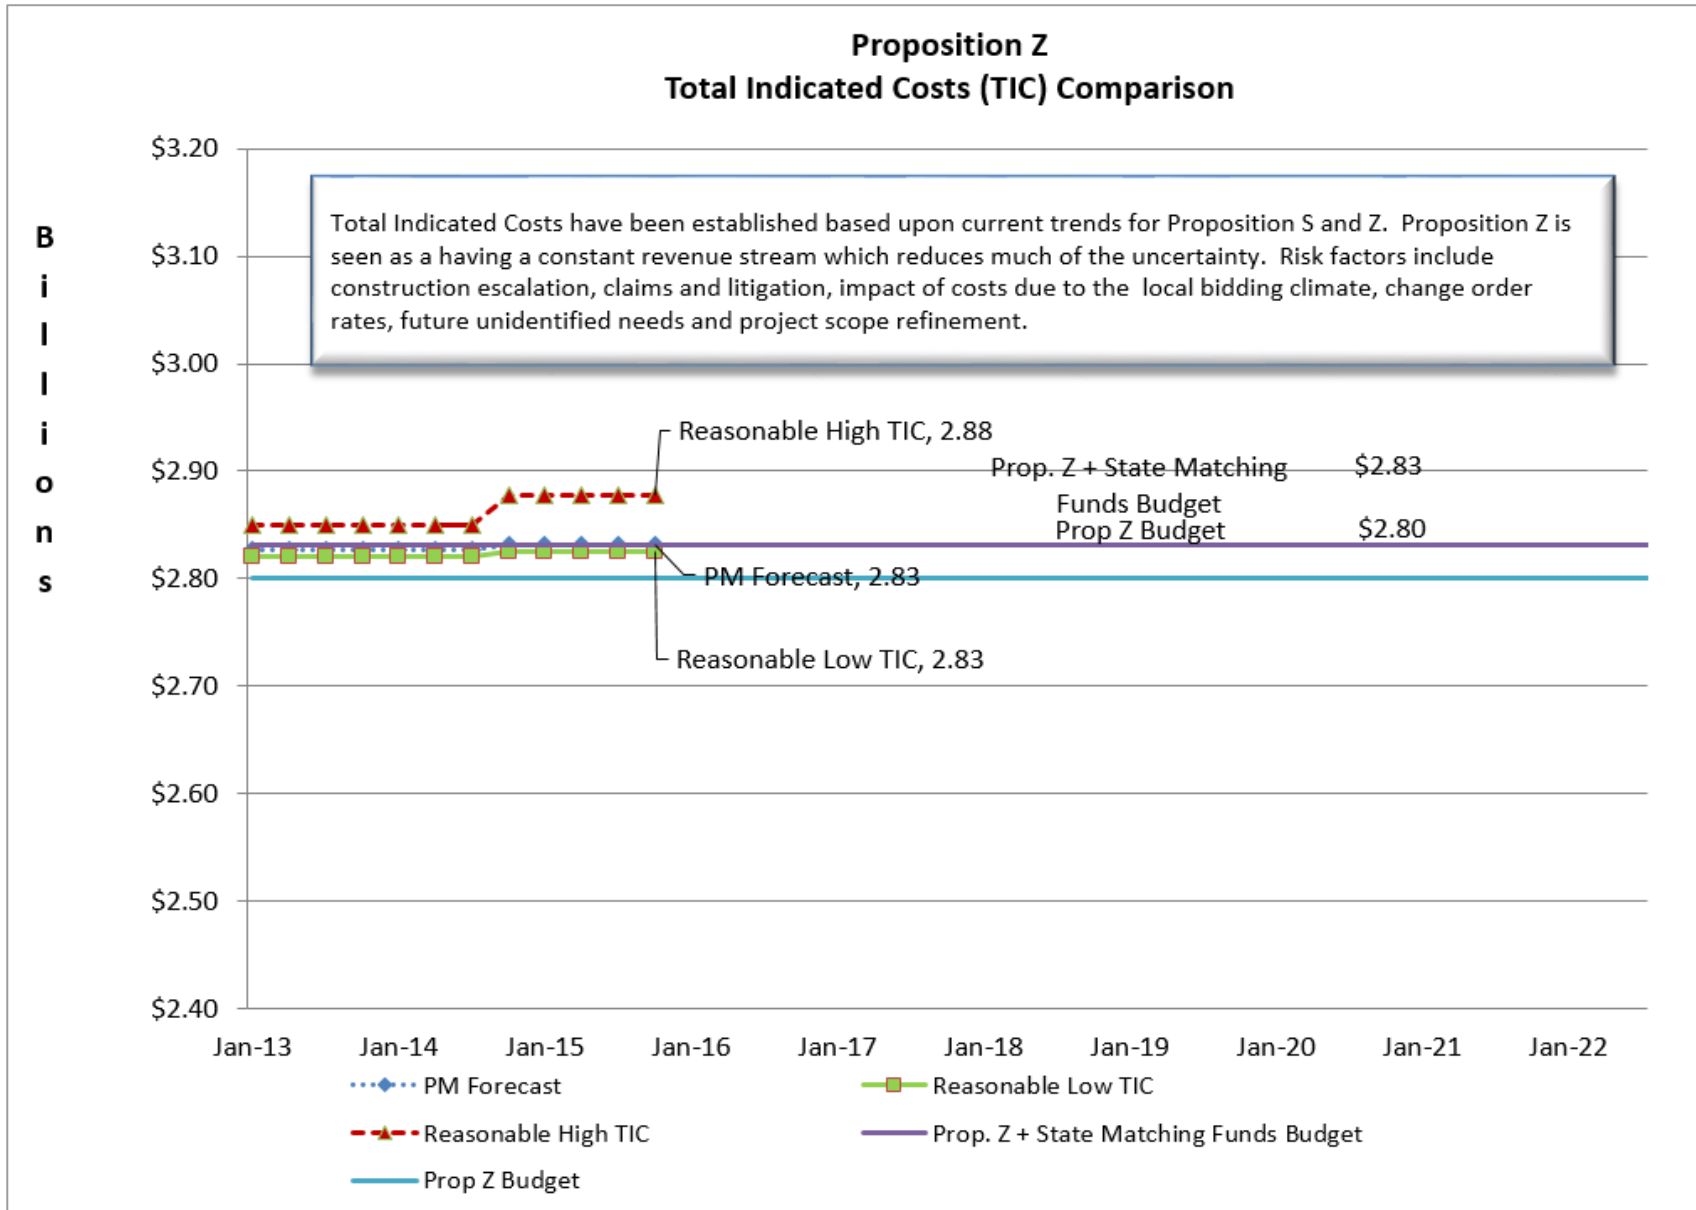 Proposition Z
Total Indicated Costs (TIC) Comparison
Billions
$3.20
$3.10
$3.00
$2.90
$2.80
$2.70
$2.60
$2.50
$2.40
Total Indicated Costs have been established based upon current trends for Proposition S and Z. Proposition Z is
seen as a having a constant revenue stream which reduces much of the uncertainty. Risk factors include
construction escalation, claims and litigation, impact of costs due to the local bidding climate, change order
rates, future unidentified needs and project scope refinement.
Reasonable High TIC, 2.88
Prop. Z + State Matching $2.83
Funds Budget
Prop Z Budget $2.80
PM Forecast, 2.83
Reasonable Low TIC, 2.83
Jan-13 Jan-14 Jan-15 Jan-16 Jan-17 Jan-18 Jan-19 Jan-20 Jan-21 Jan-22
PM Forecast Reasonable Low TIC
Reasonable High TIC Prop. Z + State Matching Funds Budget
Prop Z Budget